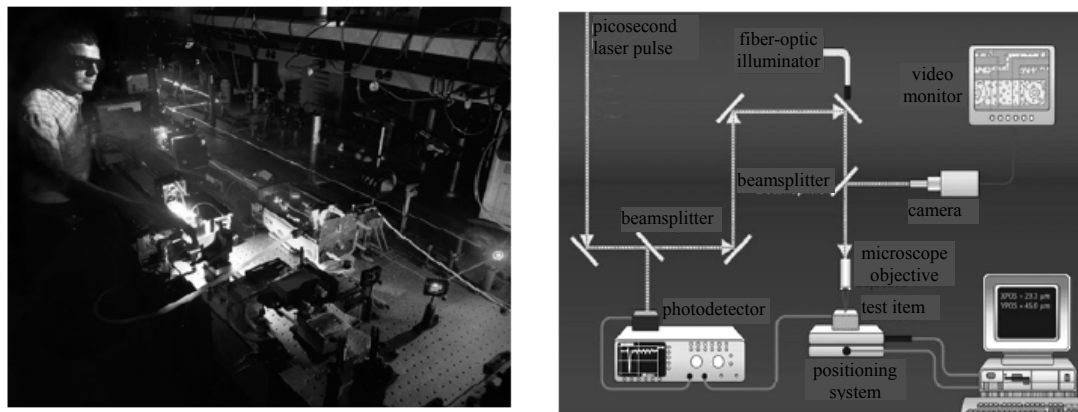 picosecond
laser pulse
fiber-optic
illuminator
video
monitor
beamsplitter
camera
beamsplitter
microscope
objective
photodetector
test item
XPOS = 29.3 µm
YPOS = 45.0 µm
positioning
system